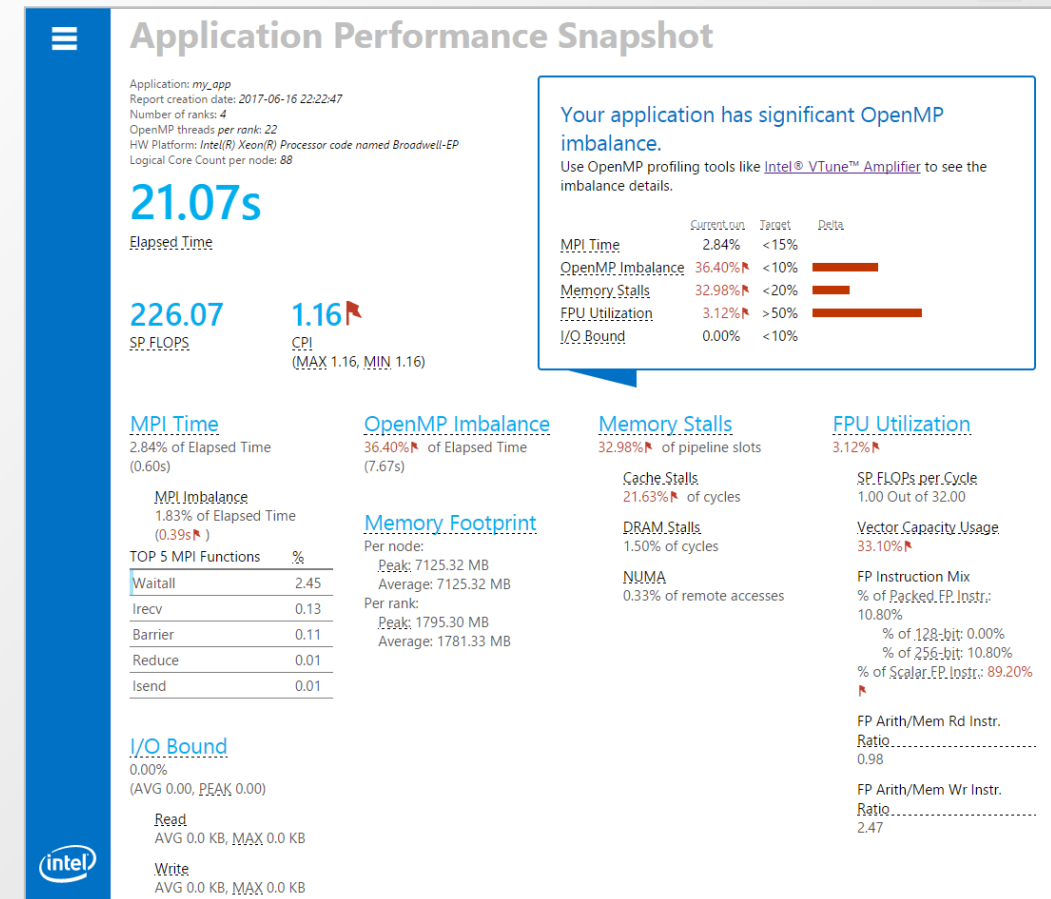 Application Performance Snapshot
Application: my_app
Report creation date: 2017-06-16 22:22:47
Number of ranks: 4
OpenMP threads per rank: 22
HW Platform: Intel(R) Xeon(R) Processor code named Broadwell-EP
Logical Core Count per node: 88
21.07s
Elapsed Time
226.07
SP FLOPS
1.16
CPI
(MAX 1.16, MIN 1.16)
Your application has significant OpenMP
imbalance.
Use OpenMP profiling tools like Intel® VTune™ Amplifier to see the
imbalance details.
Current run Target Delta
MPI Time 2.84% <15%
OpenMP Imbalance 36.40% <10%
Memory Stalls 32.98% <20%
FPU Utilization 3.12% >50%
I/O Bound 0.00% <10%
MPI Time
2.84% of Elapsed Time
(0.60s)
MPI Imbalance
1.83% of Elapsed Time
(0.39s )
TOP 5 MPI Functions %
Waitall 2.45
Irecv 0.13
Barrier 0.11
Reduce 0.01
Isend 0.01
I/O Bound
0.00%
(AVG 0.00, PEAK 0.00)
Read
AVG 0.0 KB, MAX 0.0 KB
Write
AVG 0.0 KB, MAX 0.0 KB
OpenMP Imbalance
36.40% of Elapsed Time
(7.67s)
Memory Footprint
Per node:
Peak: 7125.32 MB
Average: 7125.32 MB
Per rank:
Peak: 1795.30 MB
Average: 1781.33 MB
Memory Stalls
32.98% of pipeline slots
Cache Stalls
21.63% of cycles
DRAM Stalls
1.50% of cycles
NUMA
0.33% of remote accesses
FPU Utilization
3.12%
SP FLOPs per Cycle
1.00 Out of 32.00
Vector Capacity Usage
33.10%
FP Instruction Mix
% of Packed FP Instr.:
10.80%
% of 128-bit: 0.00%
% of 256-bit: 10.80%
% of Scalar FP Instr.: 89.20%
FP Arith/Mem Rd Instr.
Ratio
0.98
FP Arith/Mem Wr Instr.
Ratio
2.47
intel